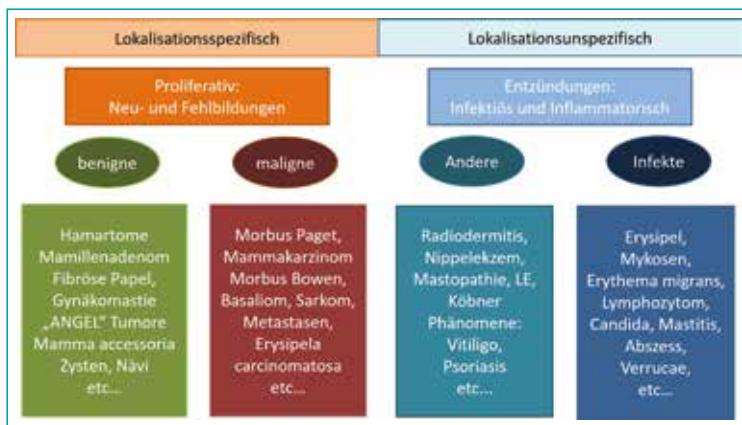 Lokalisationsspezifisch
Lokalisationsunspezifisch
Proliferativ:
Neu- und Fehlbildungen
Entzündungen:
Infektiös und Inflammatorisch
benigne
maligne
Andere
Infekte
Hamartome
Mamillenadenom
Fibröse Papel,
Gynäkomastie
„ANGEL" Tumore
Mamma accessoria
Zysten, Nävi
etc...
Morbus Paget,
Mammakarzinom
Morbus Bowen,
Basaliom, Sarkom,
Metastasen,
Erysipela
carcinomatosa
etc...
Radiodermitis,
Nippelekzem,
Mastopathie, LE,
Köbner
Phänomene:
Vitiligo,
Psoriasis
etc...
Erysipel,
Mykosen,
Erythema migrans,
Lymphozytom,
Candida, Mastitis,
Abszess,
Verrucae,
etc...